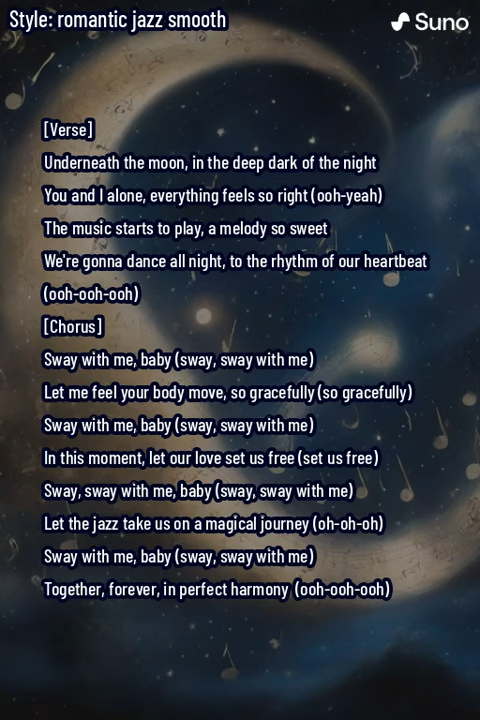 Style: romantic jazz smooth
Suno
[Verse]
Underneath the moon, in the deep dark of the night
You and I alone, everything feels so right (ooh-yeah)
The music starts to play, a melody so sweet
We're gonna dance all night, to the rhythm of our heartbeat
(ooh-ooh-ooh)
[Chorus]
Sway with me, baby (sway, sway with me)
Let me feel your body move, so gracefully (so gracefully)
Sway with me, baby (sway, sway with me)
In this moment, let our love set us free (set us free)
Sway, sway with me, baby (sway, sway with me)
Let the jazz take us on a magical journey (oh-oh-oh)
Sway with me, baby (sway, sway with me)
Together, forever, in perfect harmony (ooh-ooh-ooh)